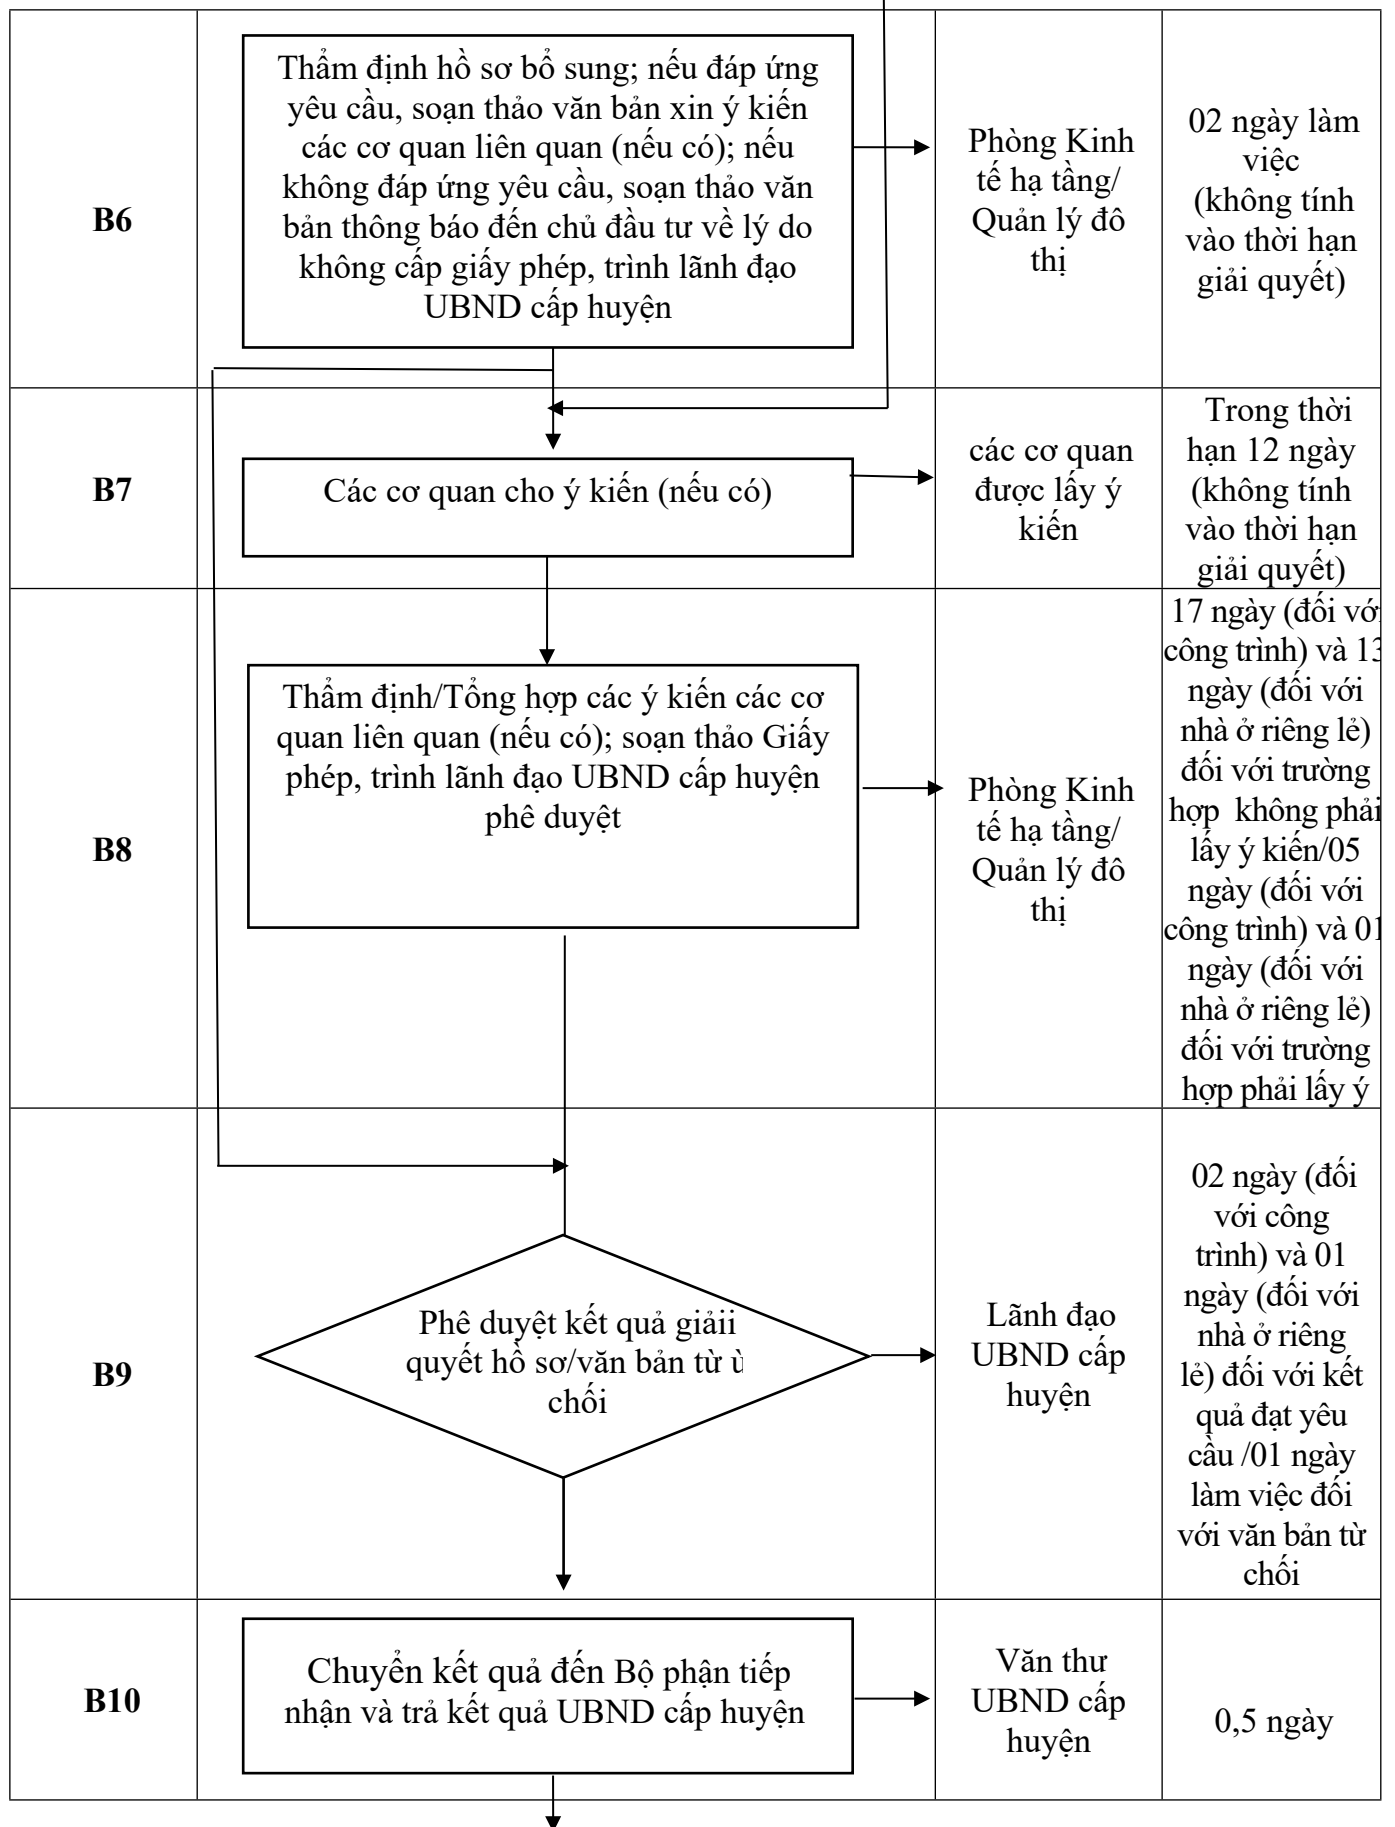 B6
Thẩm định hồ sơ bổ sung; nếu đáp ứng
yêu cầu, soạn thảo văn bản xin ý kiến
các cơ quan liên quan (nếu có); nếu
không đáp ứng yêu cầu, soạn thảo văn
bản thông báo đến chủ đầu tư về lý do
không cấp giấy phép, trình lãnh đạo
UBND cấp huyện
Phòng Kinh
tế hạ tầng/
Quản lý đô
thị
02 ngày làm
việc
(không tính
vào thời hạn
giải quyết)
B7
Các cơ quan cho ý kiến (nếu có)
các cơ quan
được lấy ý
kiến
Trong thời
hạn 12 ngày
(không tính
vào thời hạn
giải quyết)
B8
Thẩm định/Tổng hợp các ý kiến các cơ
quan liên quan (nếu có); soạn thảo Giấy
phép, trình lãnh đạo UBND cấp huyện
phê duyệt
Phòng Kinh
tế hạ tầng/
Quản lý đô
thị
17 ngày (đối với
công trình) và 13
ngày (đối với
nhà ở riêng lẻ)
đối với trường
hợp không phải
lấy ý kiến/05
ngày (đối với
công trình) và 01
ngày (đối với
nhà ở riêng lẻ)
đối với trường
hợp phải lấy ý
B9
Phê duyệt kết quả giảii
quyết hồ sơ/văn bản từ ừ
chối
Lãnh đạo
UBND cấp
huyện
02 ngày (đối
với công
trình) và 01
ngày (đối với
nhà ở riêng
lẻ) đối với kết
quả đạt yêu
cầu /01 ngày
làm việc đối
với văn bản từ
chối
B10
Chuyển kết quả đến Bộ phận tiếp
nhận và trả kết quả UBND cấp huyện
Văn thư
UBND cấp
huyện
0,5 ngày